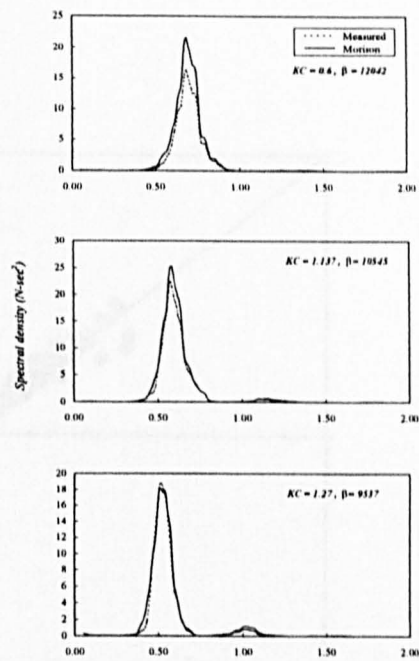 25
20
15
10
5
0
Measured
Morison
KC = 0.6, β = 12042
0.00 0.50 1.00 1.50 2.00
Spectral density (N-sec²)
30
25
20
15
10
5
0
KC = 1.137, β= 10545
0.00 0.50 1.00 1.50 2.00
20
18
16
14
12
10
8
6
4
2
0
KC = 1.27, β= 9537
0.00 0.50 1.00 1.50 2.00